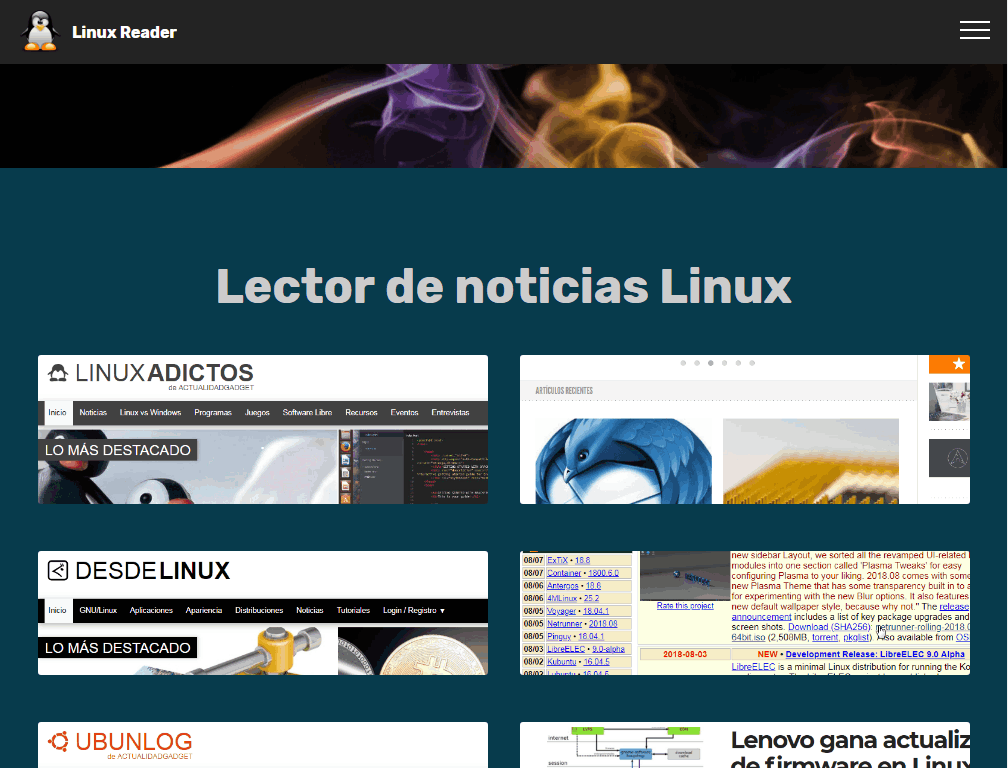 Linux Reader
Lector de noticias Linux
LINUXADICTOS
de ACTUALIDADGADGET
Inicio Noticias Linux vs Windows Programas Juegos Software Libre Recursos Eventos Entrevistas
LO MÁS DESTACADO
ARTÍCULOS RECIENTES
DESDELINUX
Inicio GNU/Linux Aplicaciones Apariencia Distribuciones Noticias Tutoriales Login / Registro ▼
LO MÁS DESTACADO
08/07 ExTiX • 18.8
08/07 Container • 1800.6.0
08/06 Antergos • 18.8
08/06 4MLinux • 25.2
08/05 Voyager • 18.04.1
08/05 Netrunner • 2018.08
08/05 Pinguy • 18.04.1
08/03 LibreELEC • 9.0-alpha
08/02 Kubuntu • 16.04.5
Lubuntu • 16.04.5
Rate this project
new sidebar Layout, we sorted all the revamped UI-related
modules into one section called 'Plasma Tweaks' for easy
configuring Plasma to your liking. 2018.08 comes with some
new Plasma Theme that has some transparency built in to a
for experimenting with the new Blur options. It also features
new default wallpaper style, because why not." The release
announcement includes a list of key package upgrades and
screen shots. Download (SHA256): netrunner-rolling-2018.0
64bit.iso (2,508MB, torrent, pkglist). Also available from OS
2018-08-03 NEW • Development Release: LibreELEC 9.0 Alpha
LibreELEC is a minimal Linux distribution for running the Ko
UBUNLOG
de ACTUALIDADGADGET
internet
session
Lenovo gana actualiz
de firmware en Linux